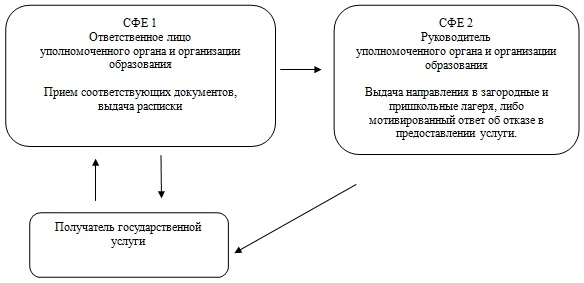 СФЕ 1
Ответственное лицо
уполномоченного органа и организации
образования
Прием соответствующих документов,
выдача расписки
СФЕ 2
Руководитель
уполномоченного органа и организации
образования
Выдача направления в загородные и
пришкольные лагеря, либо
мотивированный ответ об отказе в
предоставлении услуги.
Получатель государственной
услуги